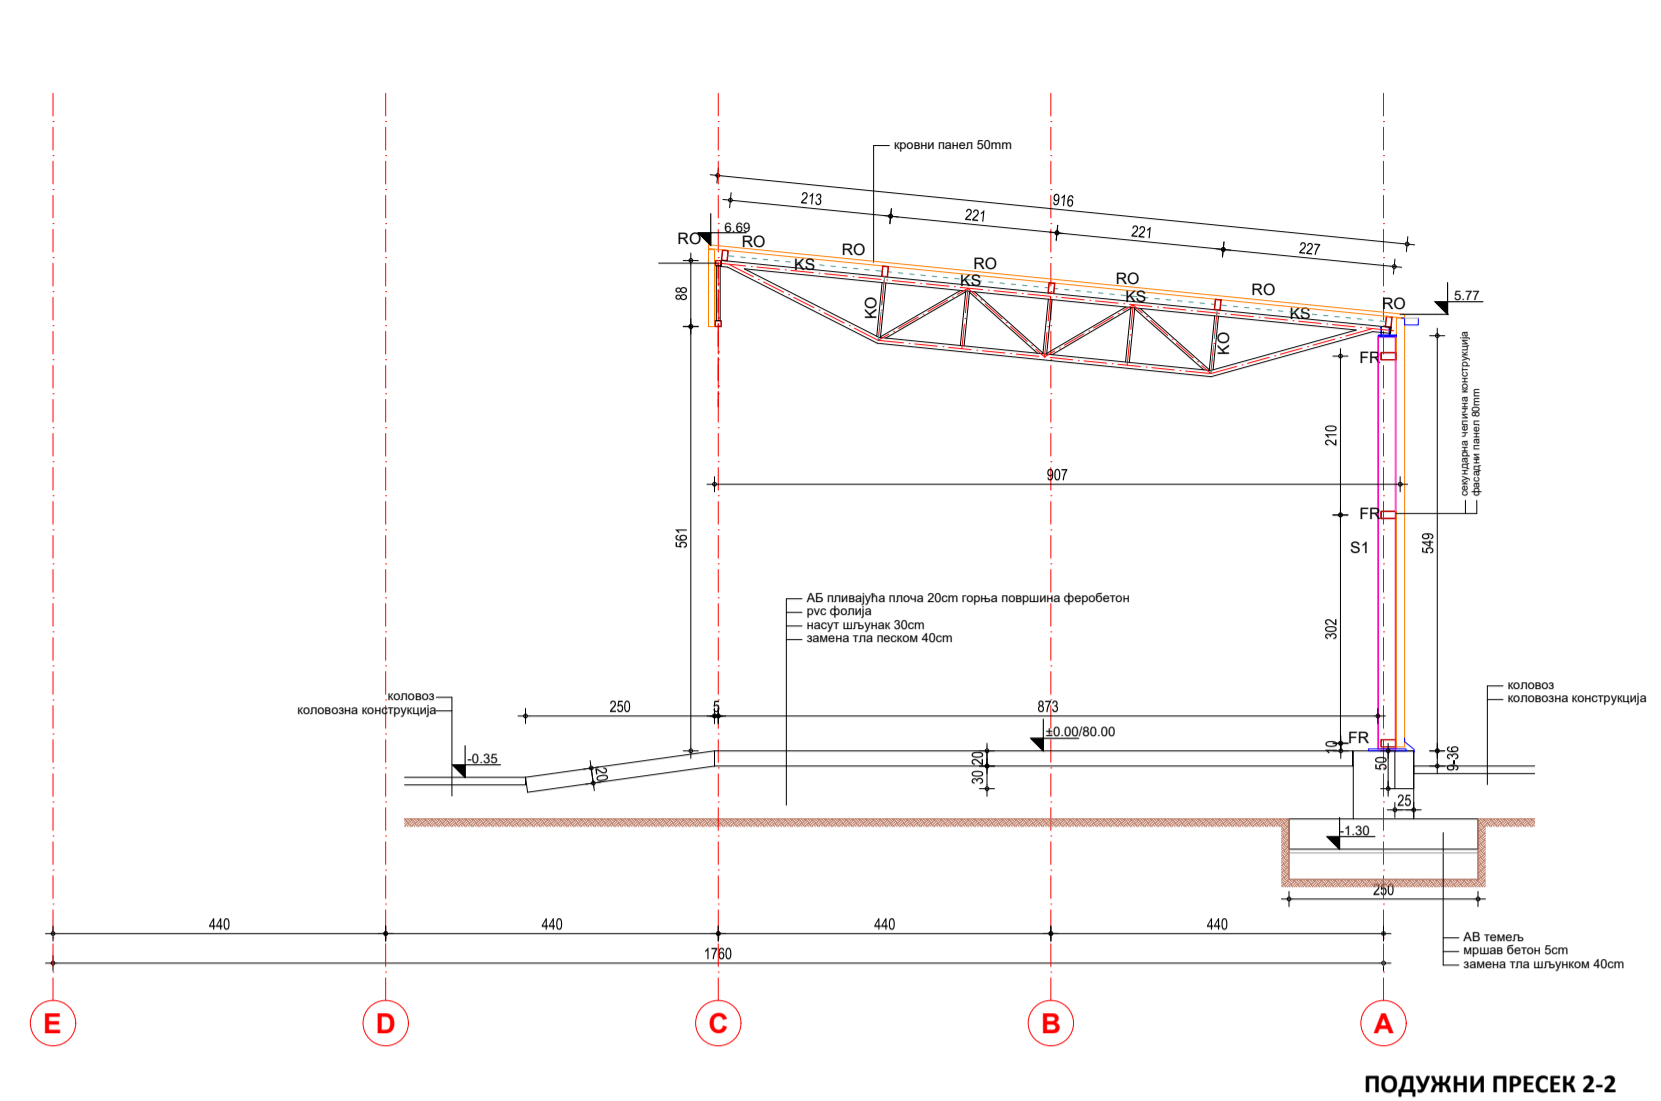 кровни панел 50mm
916
213
221
221
227
6.69
RO
RO
RO
RO
RO
RO
RO
KS
KS
KS
KS
KO
KO
5.77
88
FR
секундарна челична конструкција
фасадни панел 80mm
210
907
FR
S1
561
549
302
АБ пливајућа плоча 20cm горња површина феробетон
pvc фолија
насут шљунак 30cm
замена тла песком 40cm
коловоз
коловозна конструкција
коловоз
коловозна конструкција
250
5
873
±0.00/80.00
FR
10
-0.35
20
20
30
50
9-36
25
-1.30
250
440
440
440
440
1760
АВ темељ
мршав бетон 5cm
замена тла шљунком 40cm
E
D
C
B
A
ПОДУЖНИ ПРЕСЕК 2-2